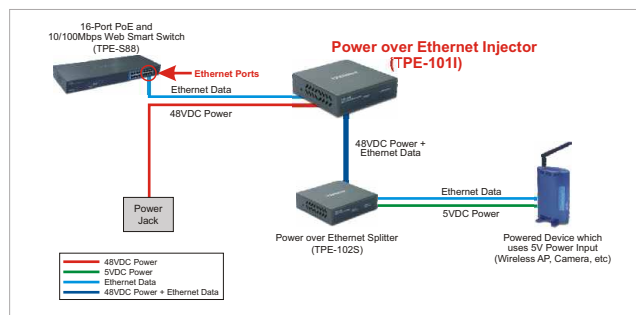 16-Port PoE and
10/100Mbps Web Smart Switch
(TPE-S88)
Ethernet Ports
Power over Ethernet Injector
(TPE-101I)
Ethernet Data
48VDC Power
48VDC Power +
Ethernet Data
Power
Jack
Ethernet Data
5VDC Power
Power over Ethernet Splitter
(TPE-102S)
Powered Device which
uses 5V Power Input
(Wireless AP, Camera, etc)
48VDC Power
5VDC Power
Ethernet Data
48VDC Power + Ethernet Data